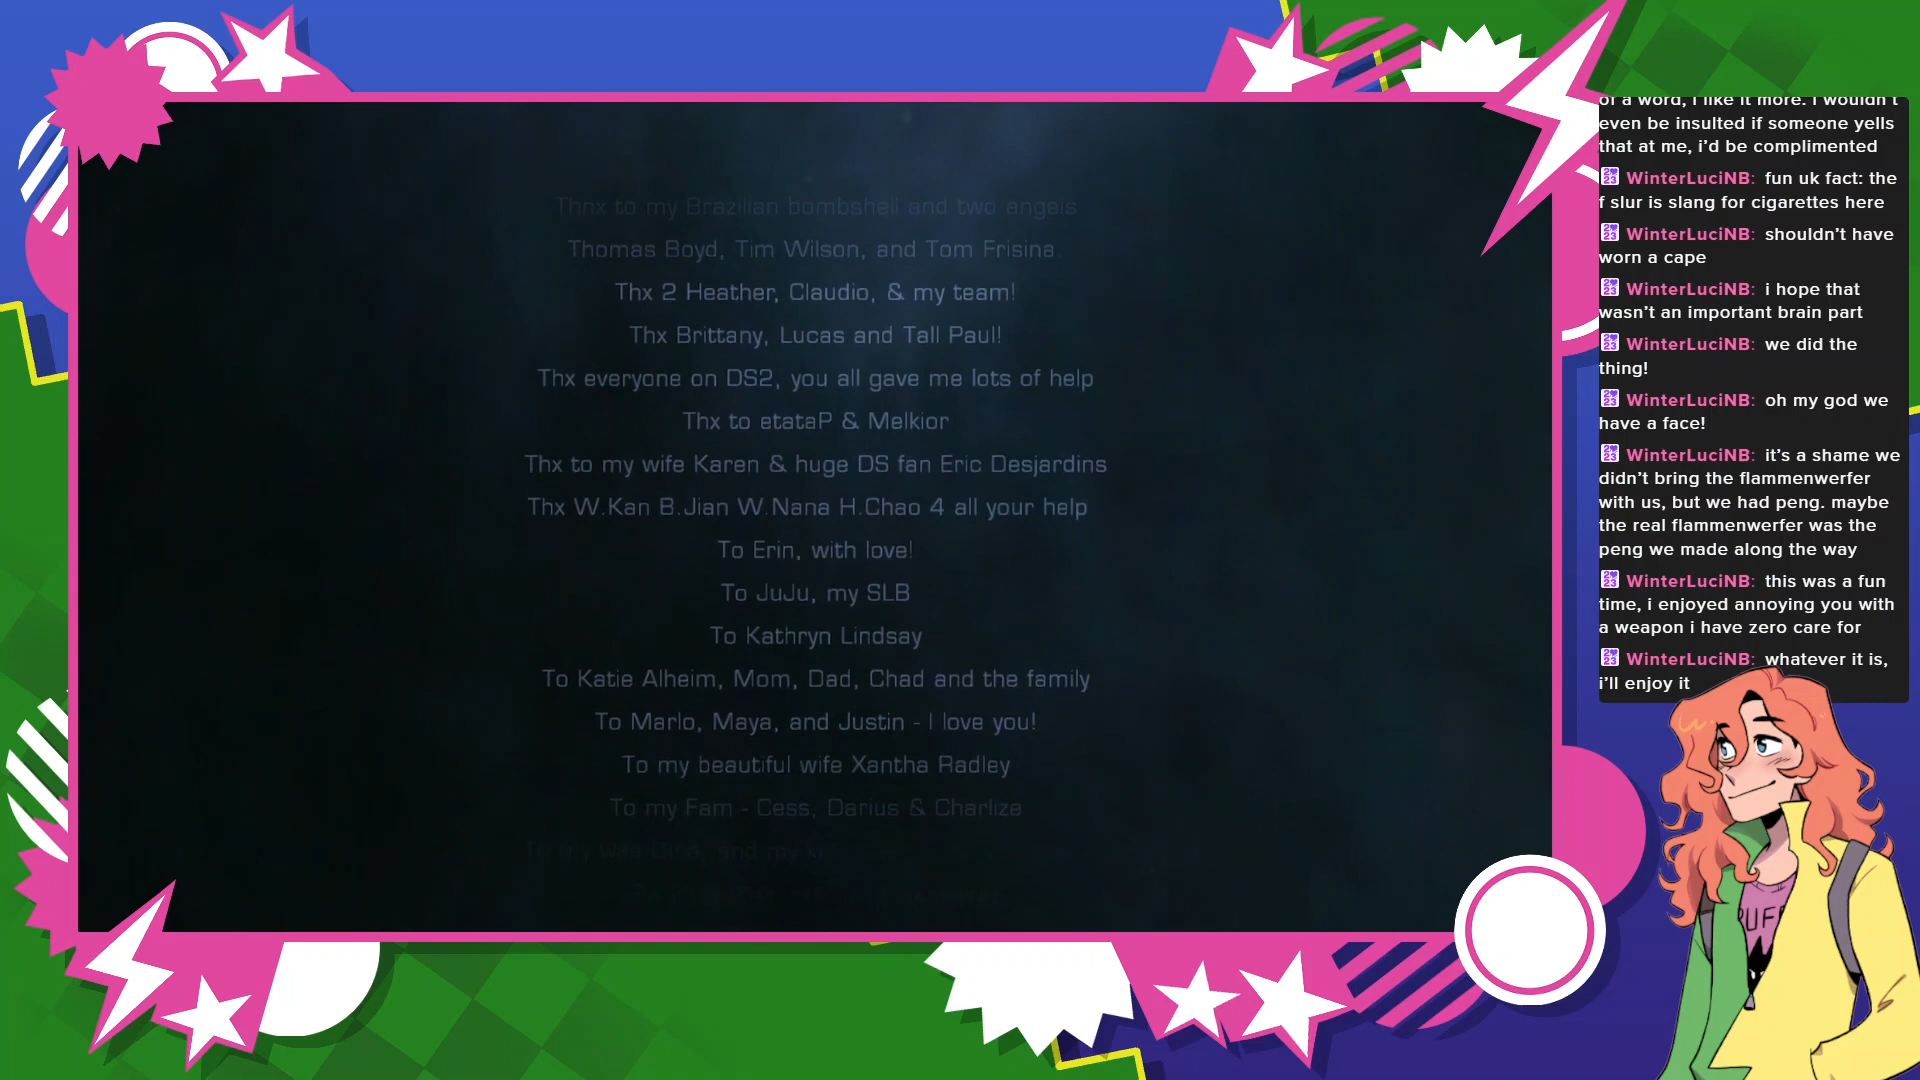 Thnx to my Brazilian bombshell and two angels
Thomas Boyd, Tim Wilson, and Tom Frisina
Thx 2 Heather, Claudio, & my team!
Thx Brittany, Lucas and Tall Paul!
Thx everyone on DS2, you all gave me lots of help
Thx to etataP & Melkior
Thx to my wife Karen & huge DS fan Eric Desjardins
Thx W.Kan B.Jian W.Nana H.Chao 4 all your help
To Erin, with love!
To JuJu, my SLB
To Kathryn Lindsay
To Katie Alheim, Mom, Dad, Chad and the family
To Marlo, Maya, and Justin - I love you!
To my beautiful wife Xantha Radley
To my Fam - Cess, Darius & Charlize
To my wife
of a word, I like it more. I wouldn't
even be insulted if someone yells
that at me, i'd be complimented
WinterLuciNB: fun uk fact: the
f slur is slang for cigarettes here
WinterLuciNB: shouldn't have
worn a cape
WinterLuciNB: i hope that
wasn't an important brain part
WinterLuciNB: we did the
thing!
WinterLuciNB: oh my god we
have a face!
WinterLuciNB: it's a shame we
didn't bring the flammenwerfer
with us, but we had peng. maybe
the real flammenwerfer was the
peng we made along the way
WinterLuciNB: this was a fun
time, i enjoyed annoying you with
a weapon i have zero care for
WinterLuciNB: whatever it is,
i'll enjoy it